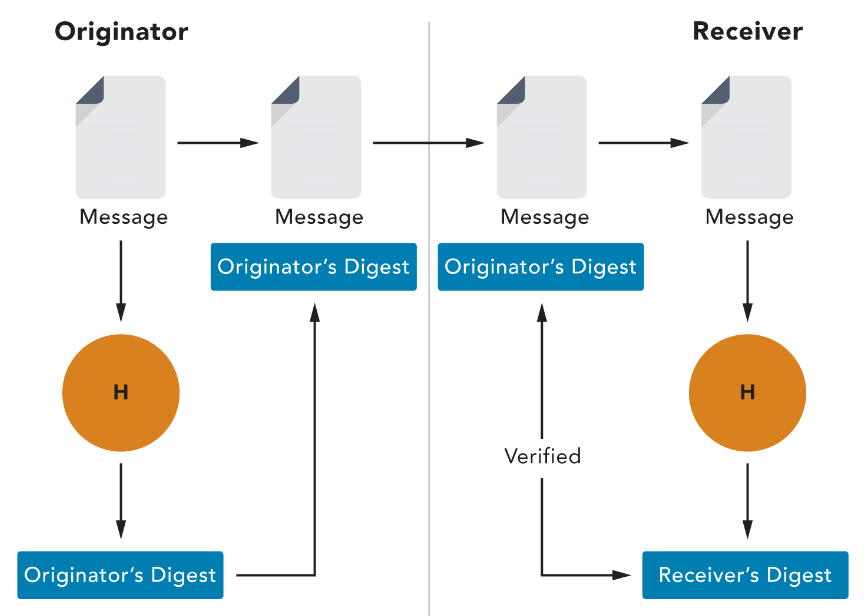 Originator
Receiver
Message
Message
Message
Message
Originator’s Digest
Originator’s Digest
H
H
Verified
Originator’s Digest
Receiver’s Digest